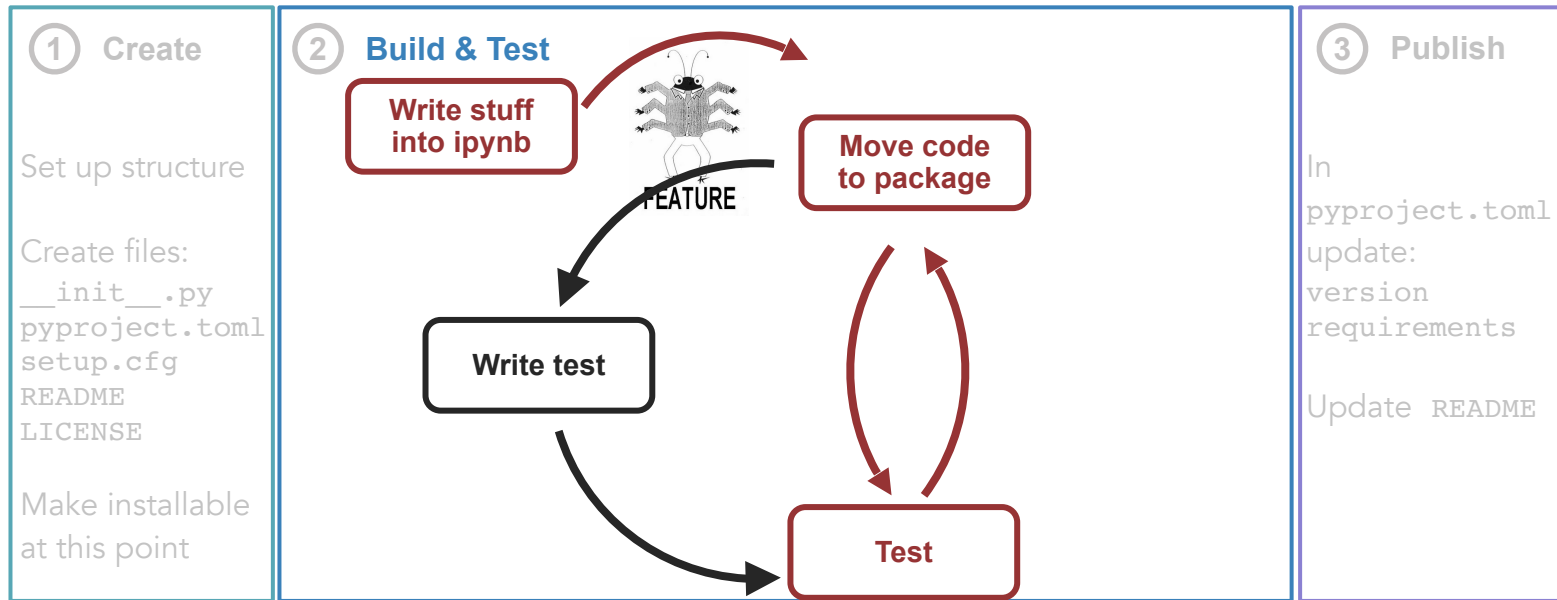 1 Create
Set up structure
Create files:
__init__.py
pyproject.toml
setup.cfg
README
LICENSE
Make installable
at this point
2 Build & Test
Write stuff
into ipynb
FEATURE
Move code
to package
Write test
Test
3 Publish
In
pyproject.toml
update:
version
requirements
Update README